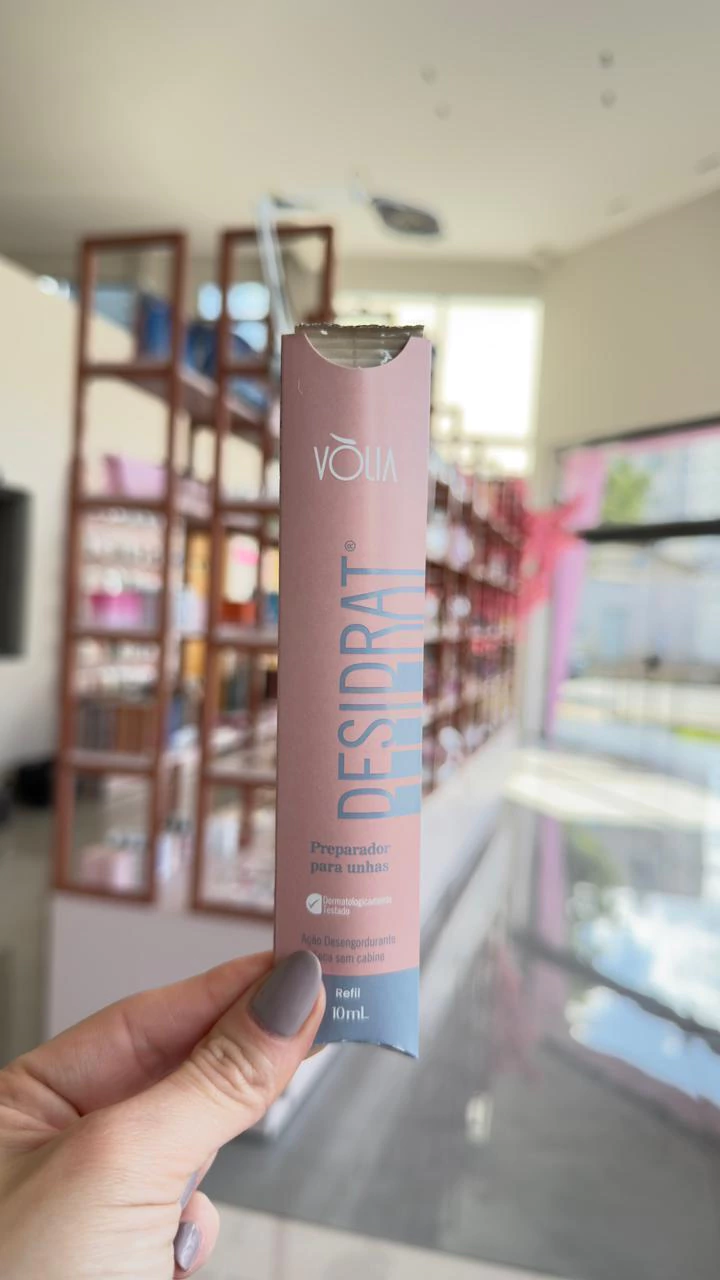 VÒLIA
DESIDRAT®
Preparador
para unhas
Dermatologicamente
Testado
Ação Desengordurante
sem cabine
Refil
10mL